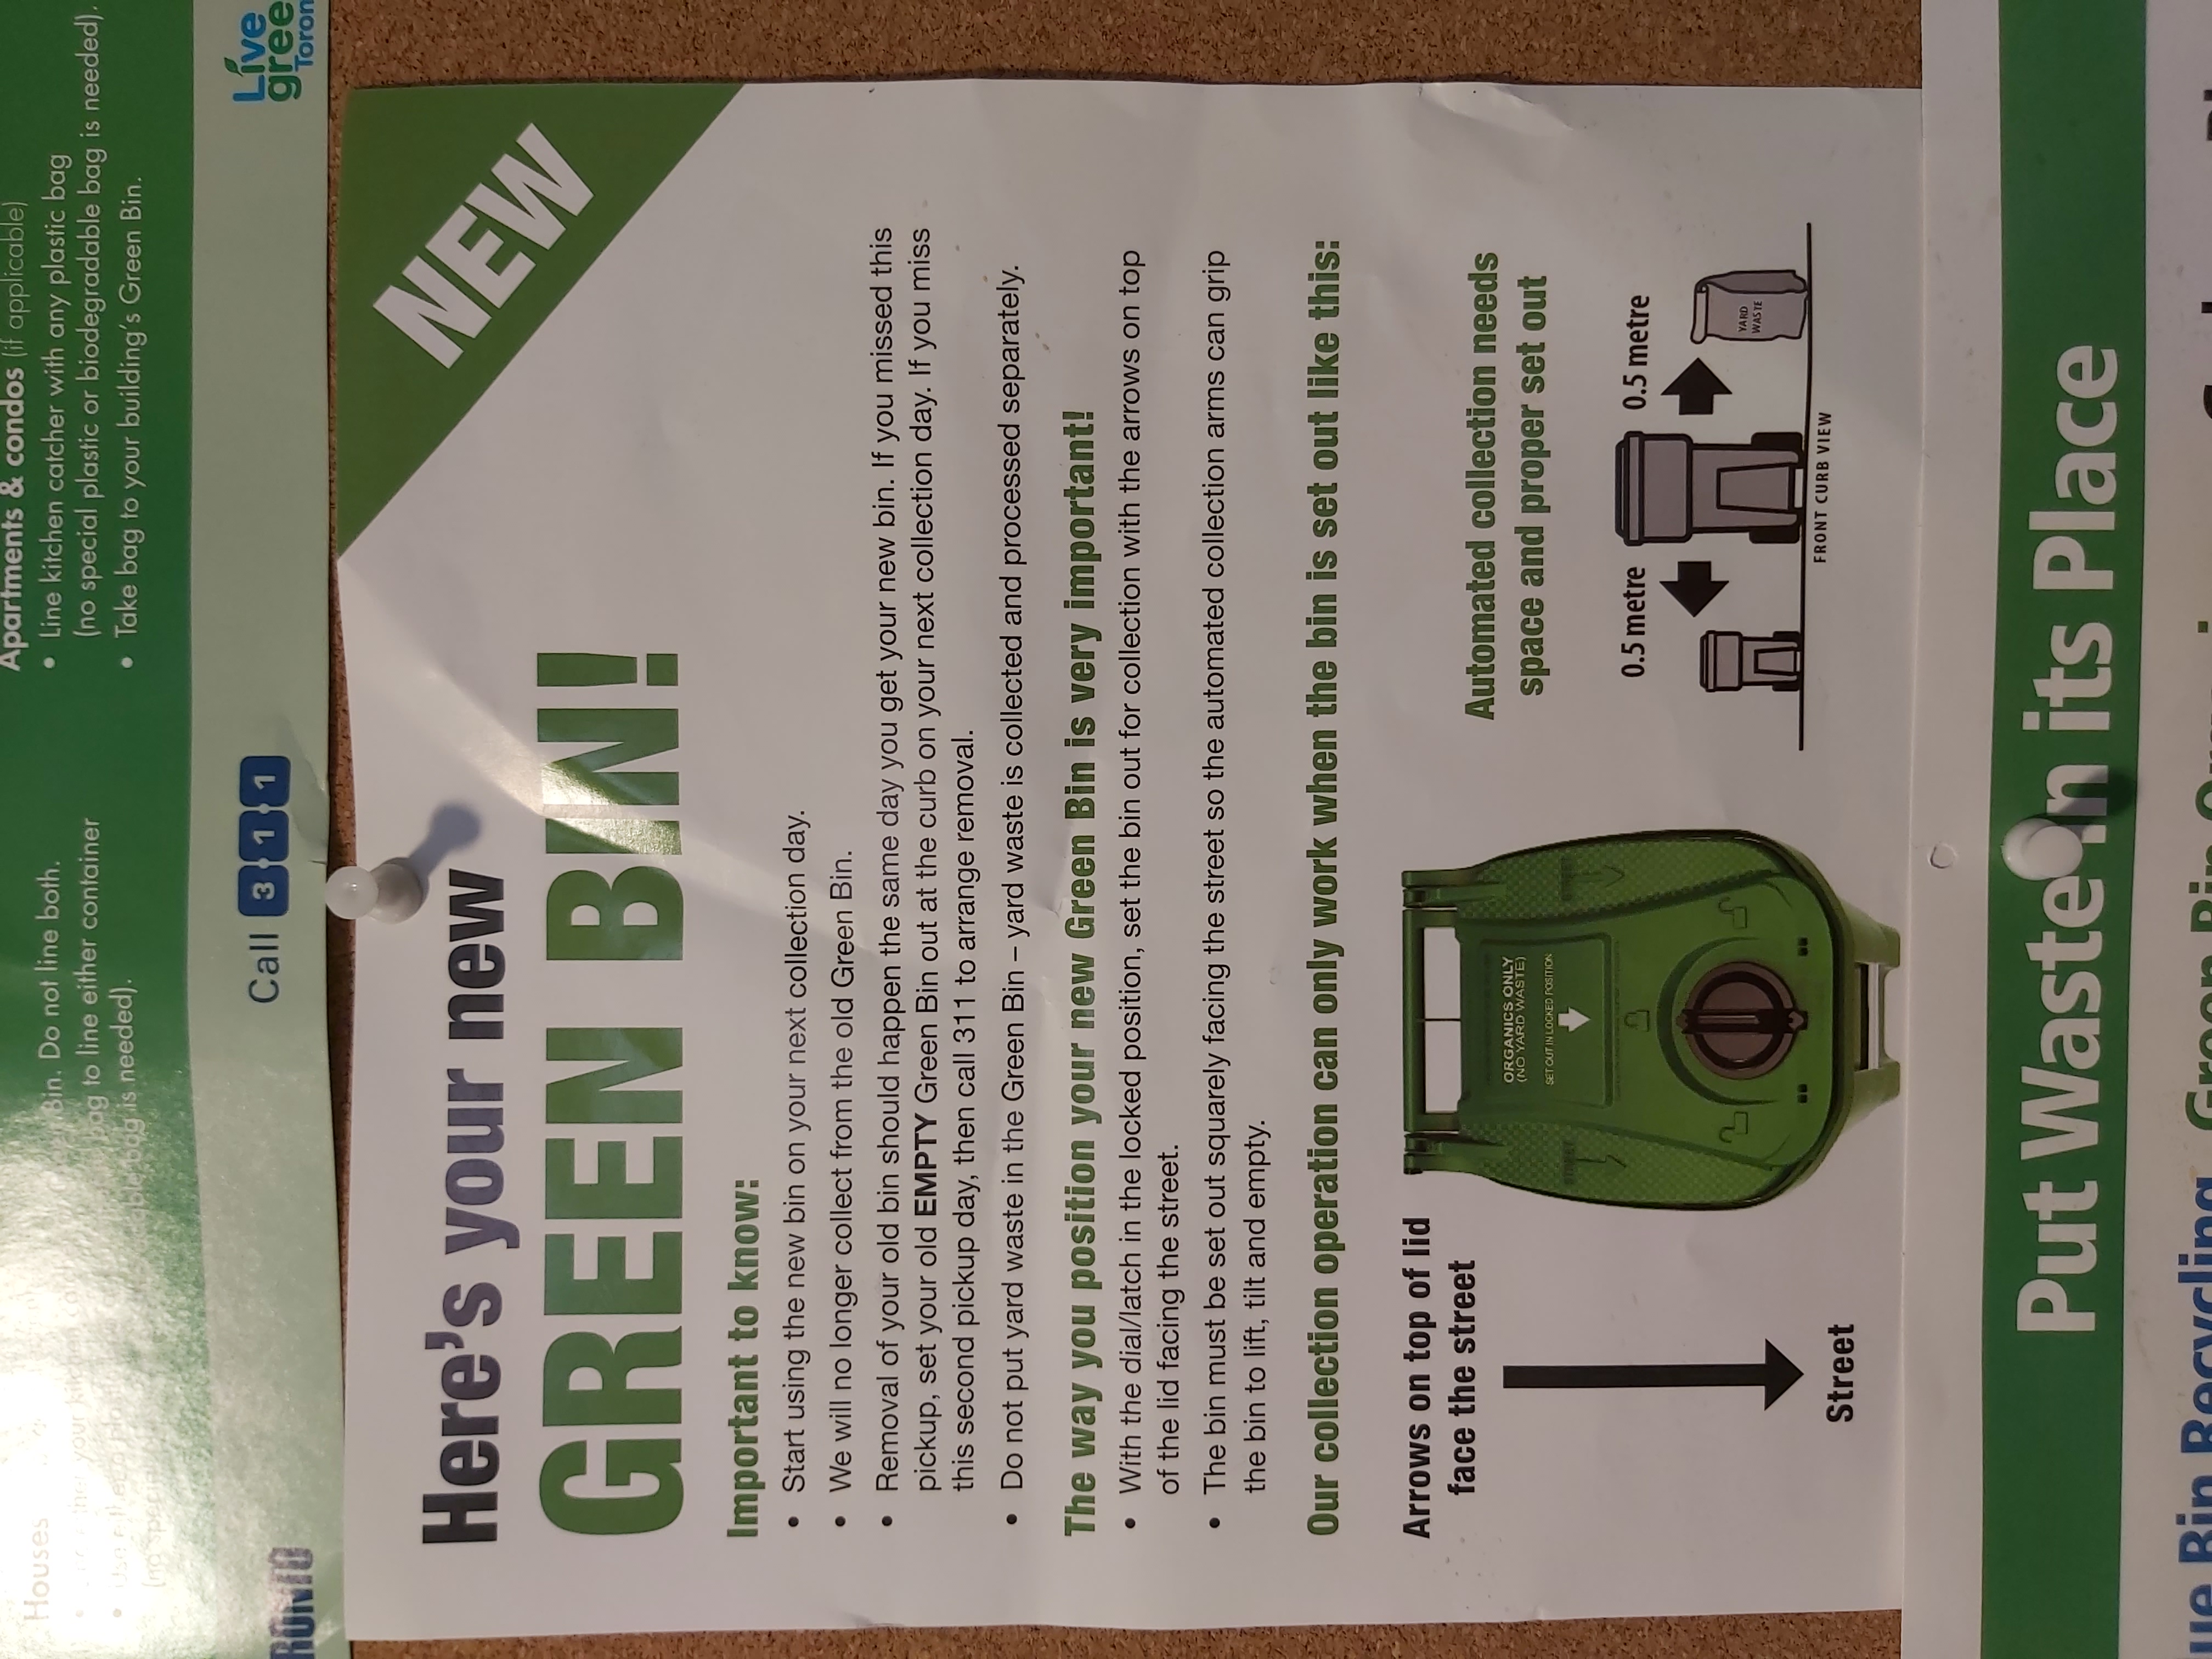 Houses
Bin. Do not line both.
bag to line either container
bag is needed).
Apartments & condos (if applicable)
• Line kitchen catcher with any plastic bag
(no special plastic or biodegradable bag is needed).
• Take bag to your building's Green Bin.
RONTO
Call 3 1 1
Live
gree
Toron
NEW
Here's your new
GREEN BIN!
Important to know:
• Start using the new bin on your next collection day.
• We will no longer collect from the old Green Bin.
• Removal of your old bin should happen the same day you get your new bin. If you missed this
pickup, set your old EMPTY Green Bin out at the curb on your next collection day. If you miss
this second pickup day, then call 311 to arrange removal.
• Do not put yard waste in the Green Bin – yard waste is collected and processed separately.
The way you position your new Green Bin is very important!
• With the dial/latch in the locked position, set the bin out for collection with the arrows on top
of the lid facing the street.
• The bin must be set out squarely facing the street so the automated collection arms can grip
the bin to lift, tilt and empty.
Our collection operation can only work when the bin is set out like this:
Arrows on top of lid
face the street
Street
ORGANICS ONLY
(NO YARD WASTE)
SET OUT IN LOCKED POSITION
STREET
STREET
Automated collection needs
space and proper set out
0.5 metre
0.5 metre
YARD
WASTE
FRONT CURB VIEW
Put Waste in its Place
ue Bin Recycling
Green Bin